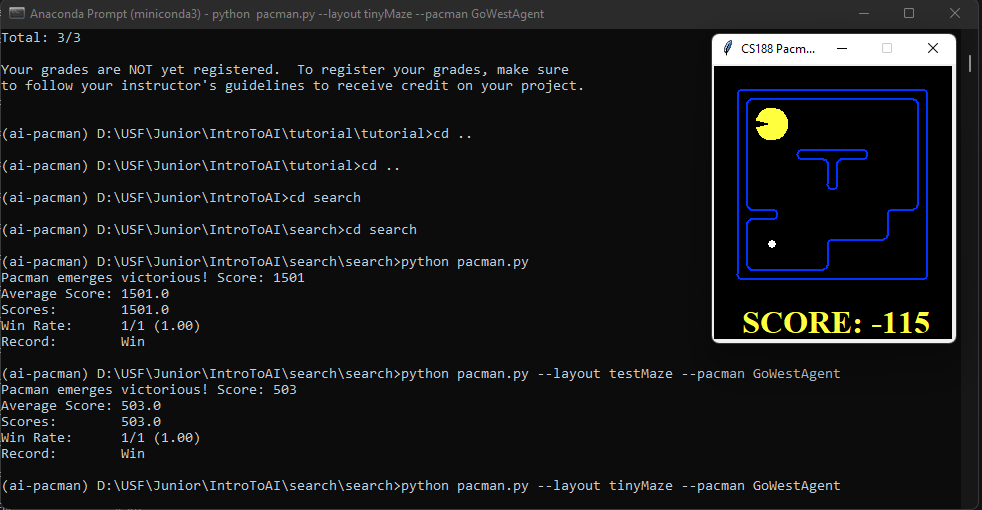 Anaconda Prompt (miniconda3) - python  pacman.py --layout tinyMaze --pacman GoWestAgent
Total: 3/3
Your grades are NOT yet registered.  To register your grades, make sure
to follow your instructor's guidelines to receive credit on your project.
(ai-pacman) D:\USF\Junior\IntroToAI\tutorial\tutorial>cd ..
(ai-pacman) D:\USF\Junior\IntroToAI\tutorial>cd ..
(ai-pacman) D:\USF\Junior\IntroToAI>cd search
(ai-pacman) D:\USF\Junior\IntroToAI\search>cd search
(ai-pacman) D:\USF\Junior\IntroToAI\search\search>python pacman.py
Pacman emerges victorious! Score: 1501
Average Score: 1501.0
Scores:        1501.0
Win Rate:      1/1 (1.00)
Record:        Win
(ai-pacman) D:\USF\Junior\IntroToAI\search\search>python pacman.py --layout testMaze --pacman GoWestAgent
Pacman emerges victorious! Score: 503
Average Score: 503.0
Scores:        503.0
Win Rate:      1/1 (1.00)
Record:        Win
(ai-pacman) D:\USF\Junior\IntroToAI\search\search>python pacman.py --layout tinyMaze --pacman GoWestAgent
CS188 Pacm...
SCORE: -115